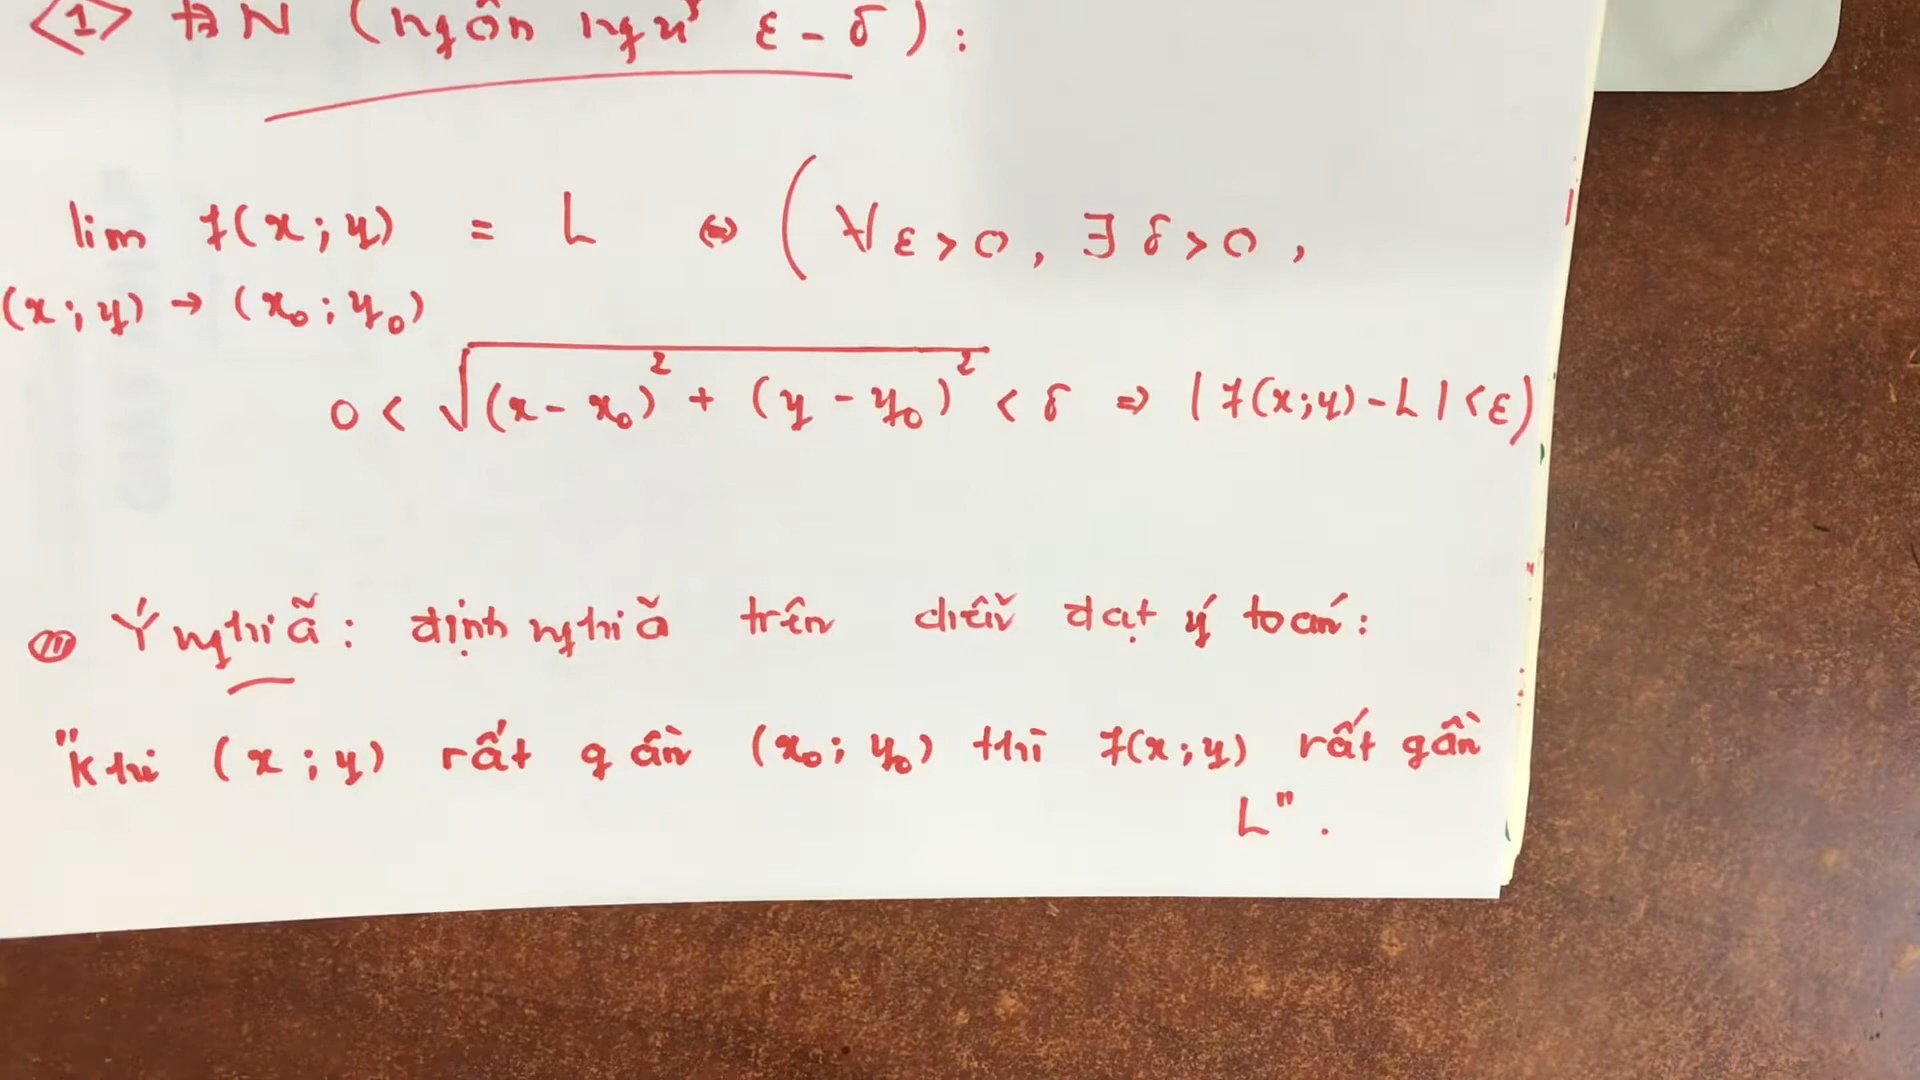 <1> ĐN (ngôn ngữ ε - δ) :
lim f(x; y) = L ⇔ ( ∀ε > 0, ∃ δ > 0,
(x; y) → (x₀; y₀)
0 < √((x - x₀)² + (y - y₀)²) < δ ⇒ | f(x; y) - L | < ε )
Ý nghĩa: định nghĩa trên diễn đạt ý toán:
"Khi (x; y) rất gần (x₀; y₀) thì f(x; y) rất gần
L".